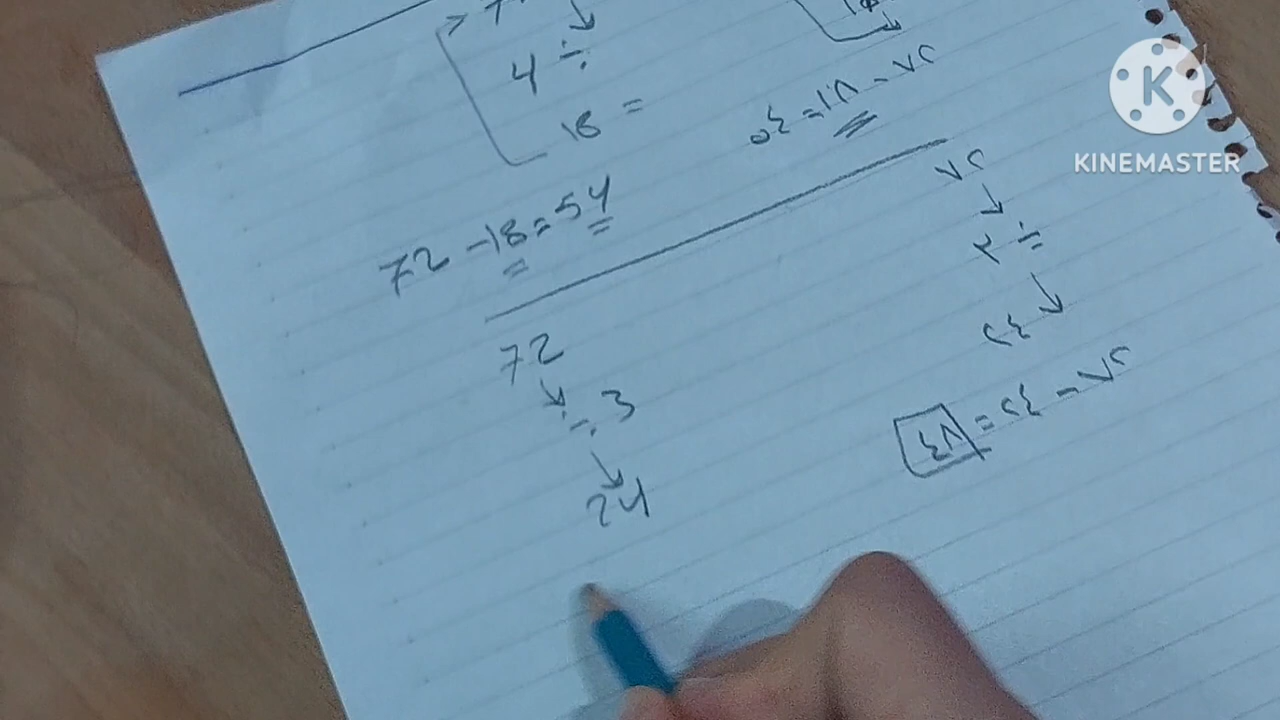 4 ÷
18 =
٧٢ - ١٨ = ٥٤
72 - 18 = 54
72
÷ 3
24
٧٢
÷ ٣
٢٤
٧٢ - ٢٤ = ٤٨
K
KINEMASTER